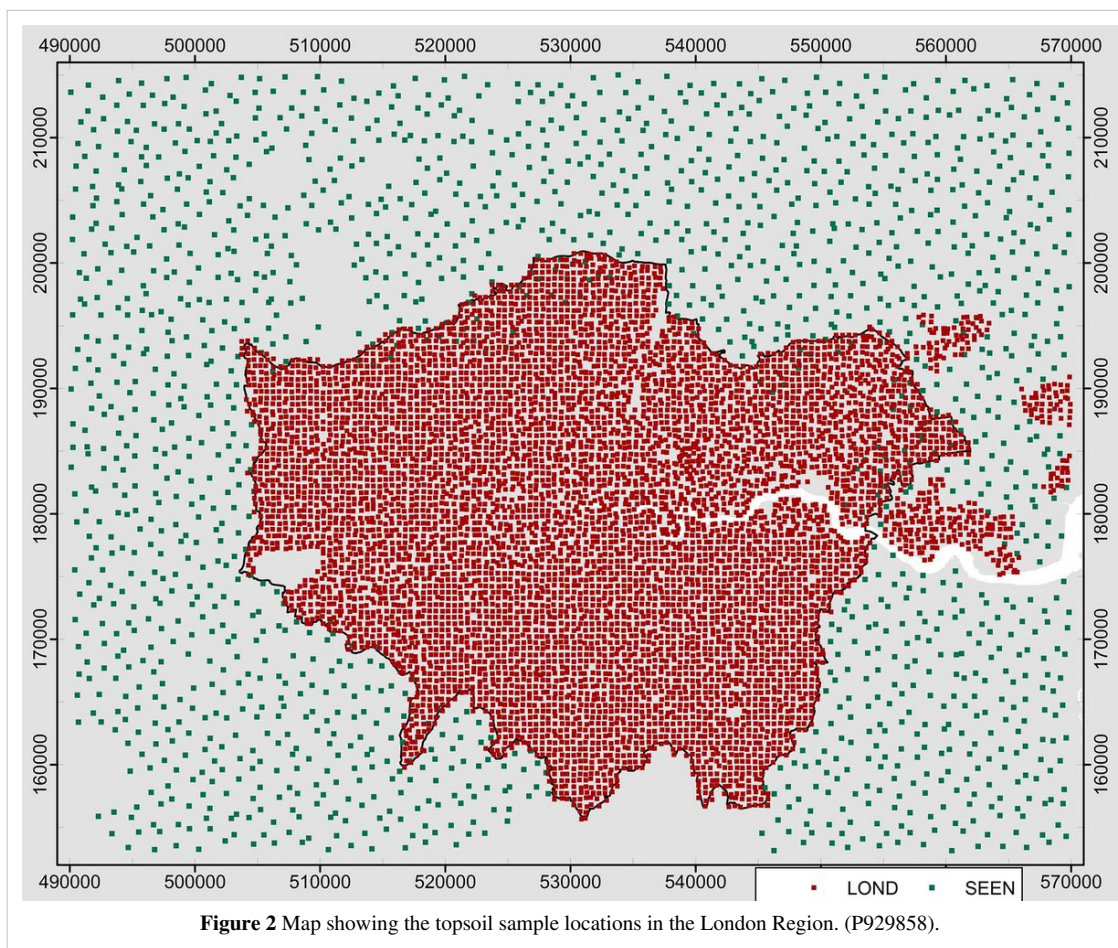 490000 500000 510000 520000 530000 540000 550000 560000 570000
210000 210000
200000 200000
190000 190000
180000 180000
170000 170000
160000 160000
490000 500000 510000 520000 530000 540000 570000
LOND SEEN
Figure 2 Map showing the topsoil sample locations in the London Region. (P929858).